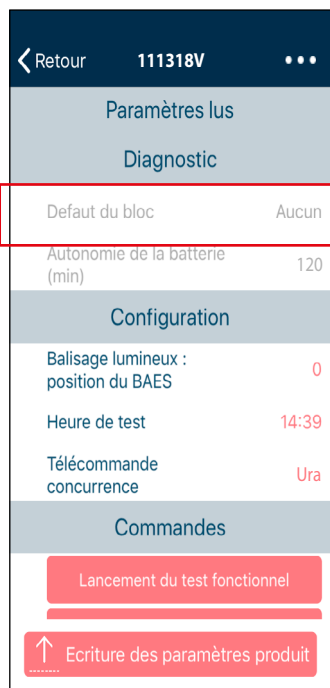 Retour 111318V
Paramètres lus
Diagnostic
Defaut du bloc Aucun
Autonomie de la batterie
(min) 120
Configuration
Balisage lumineux :
position du BAES 0
Heure de test 14:39
Télécommande
concurrence Ura
Commandes
Lancement du test fonctionnel
Ecriture des paramètres produit